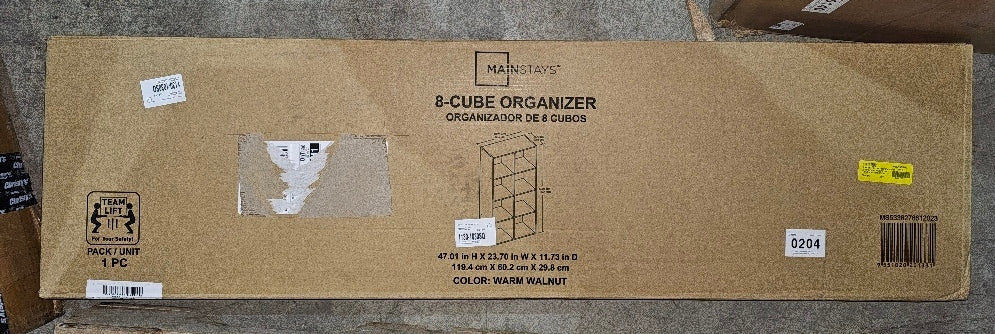 MAINSTAYS™
8-CUBE ORGANIZER
ORGANIZADOR DE 8 CUBOS
TEAM
LIFT
For Your Safety!
PACK / UNIT
1 PC
47.01 in H X 23.70 in W X 11.73 in D
119.4 cm X 60.2 cm X 29.8 cm
COLOR: WARM WALNUT
0204
Christy's